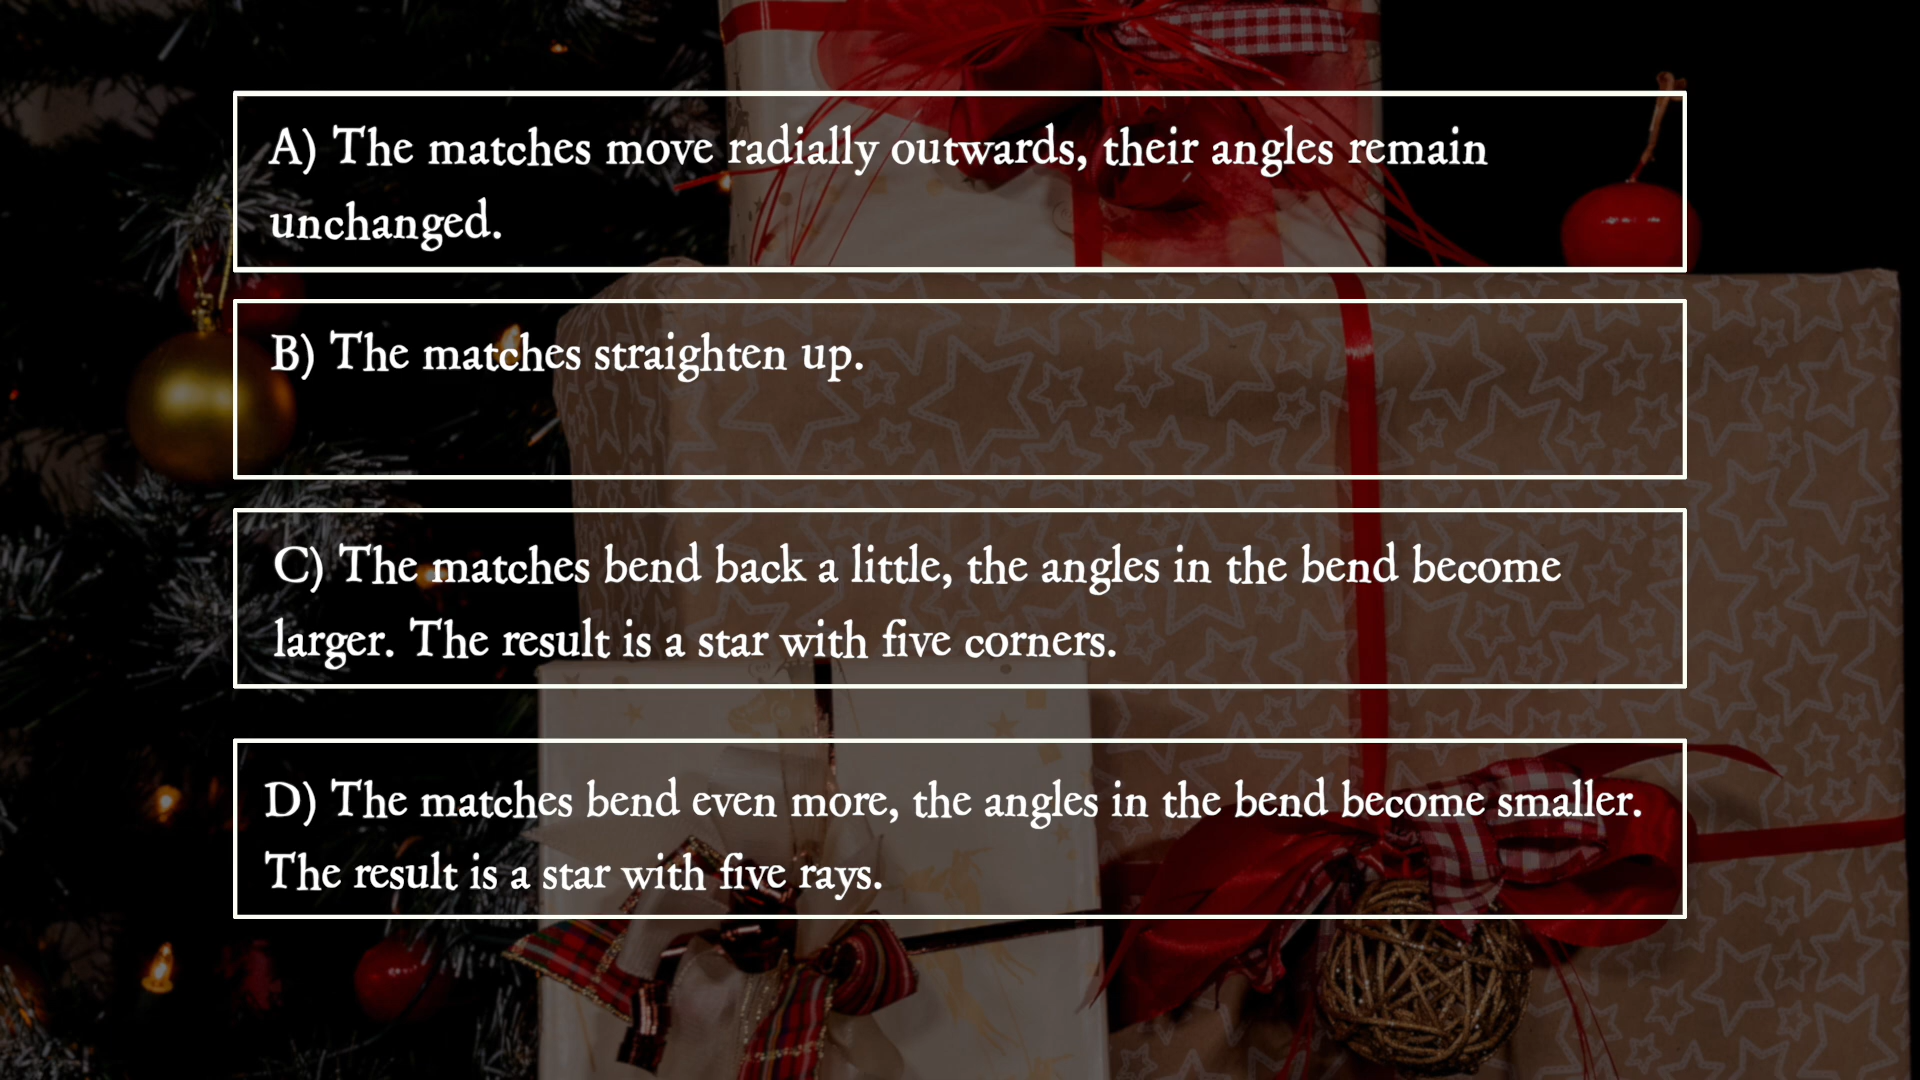 A) The matches move radially outwards, their angles remain
unchanged.
B) The matches straighten up.
C) The matches bend back a little, the angles in the bend become
larger. The result is a star with five corners.
D) The matches bend even more, the angles in the bend become smaller.
The result is a star with five rays.